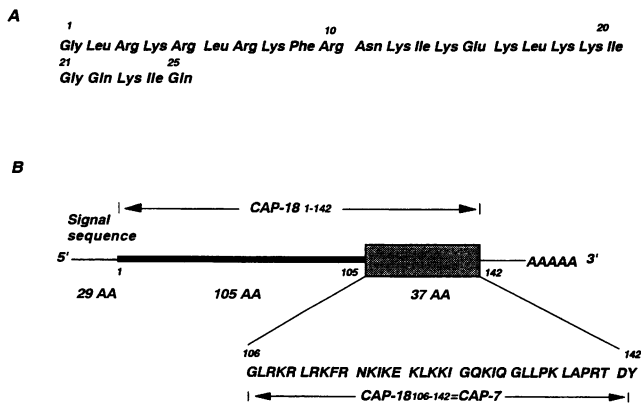 A
1 10 20
Gly Leu Arg Lys Arg Leu Arg Lys Phe Arg Asn Lys Ile Lys Glu Lys Leu Lys Lys Ile
21 25
Gly Gln Lys Ile Gln
B
CAP-18 1-142
Signal
sequence
5' AAAAA 3'
1 105 142
29 AA 105 AA 37 AA
106 142
GLRKR LRKFR NKIKE KLKKI GQKIQ GLLPK LAPRT DY
CAP-18106-142=CAP-7